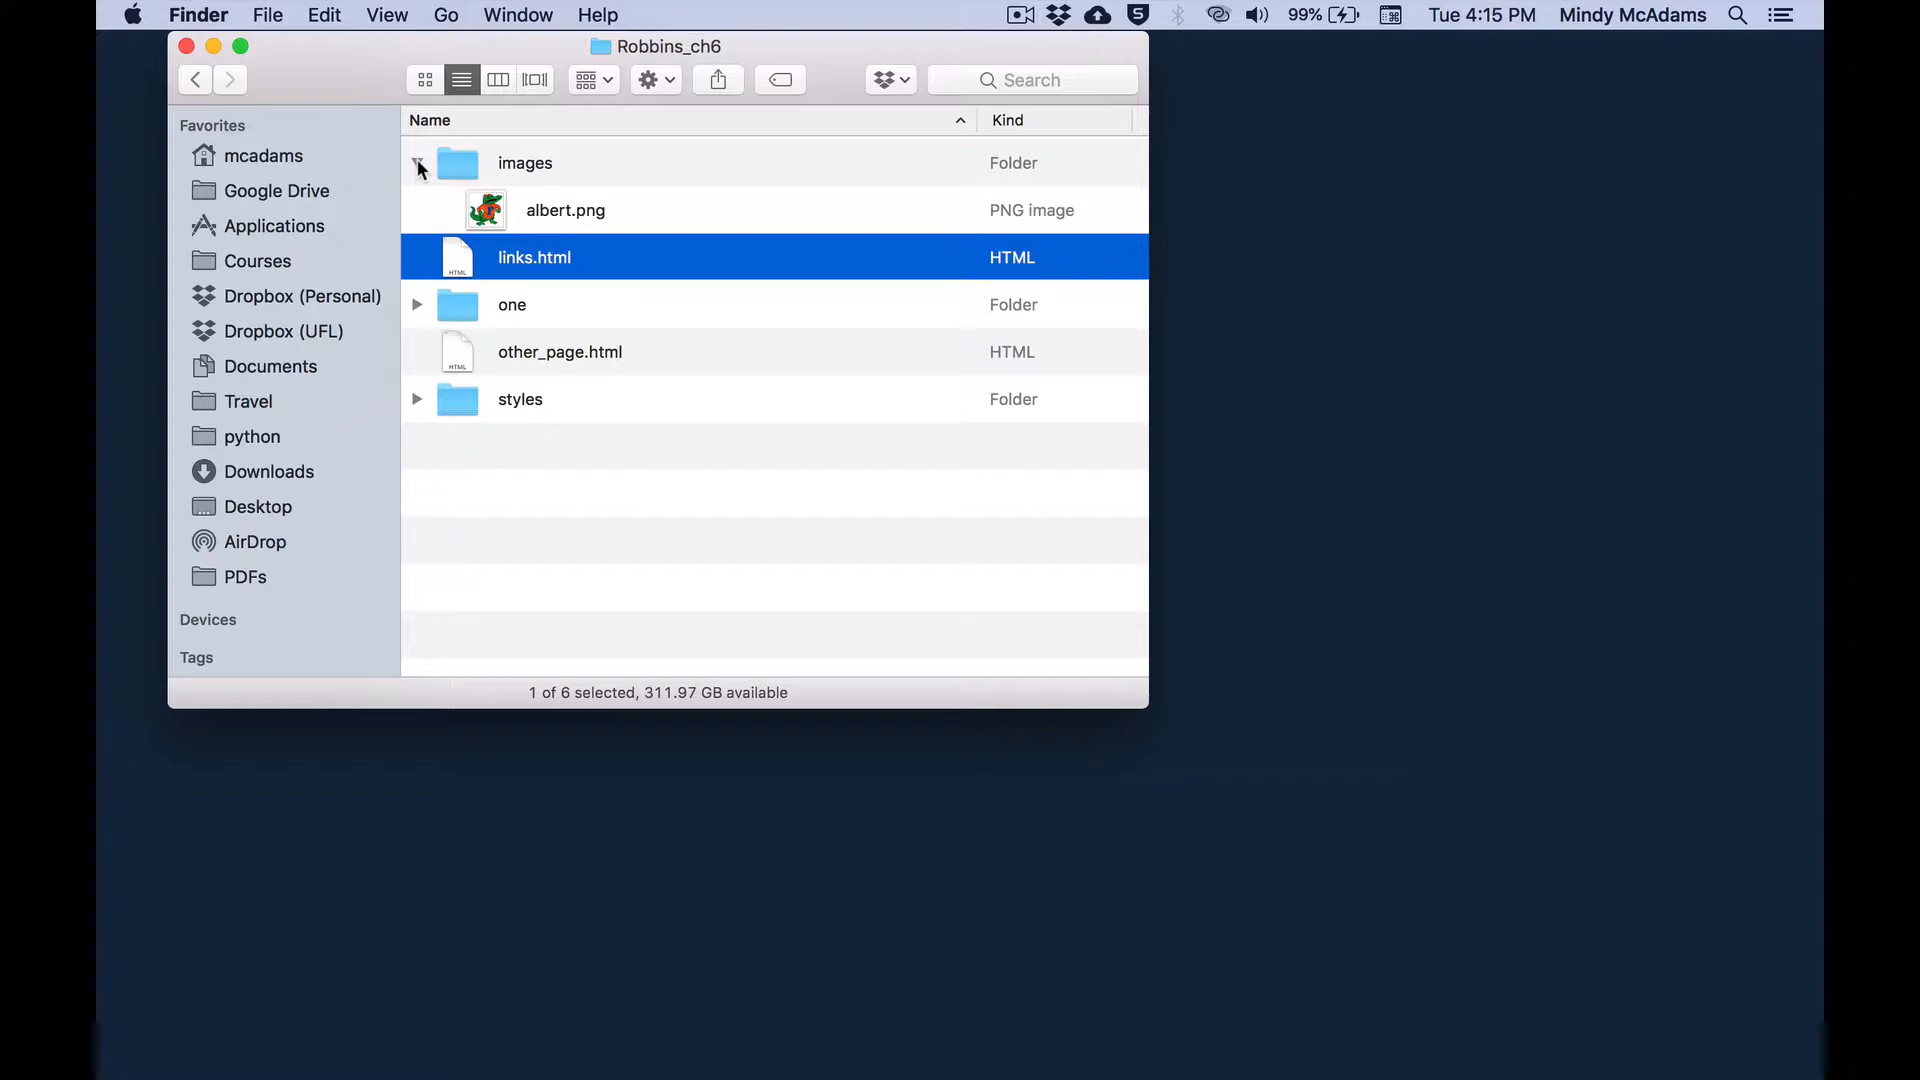 Finder File Edit View Go Window Help 99% Tue 4:15 PM Mindy McAdams
Robbins_ch6
Search
Favorites
mcadams
Google Drive
Applications
Courses
Dropbox (Personal)
Dropbox (UFL)
Documents
Travel
python
Downloads
Desktop
AirDrop
PDFs
Devices
Tags
Name Kind
images Folder
albert.png PNG image
HTML links.html HTML
one Folder
HTML other_page.html HTML
styles Folder
1 of 6 selected, 311.97 GB available